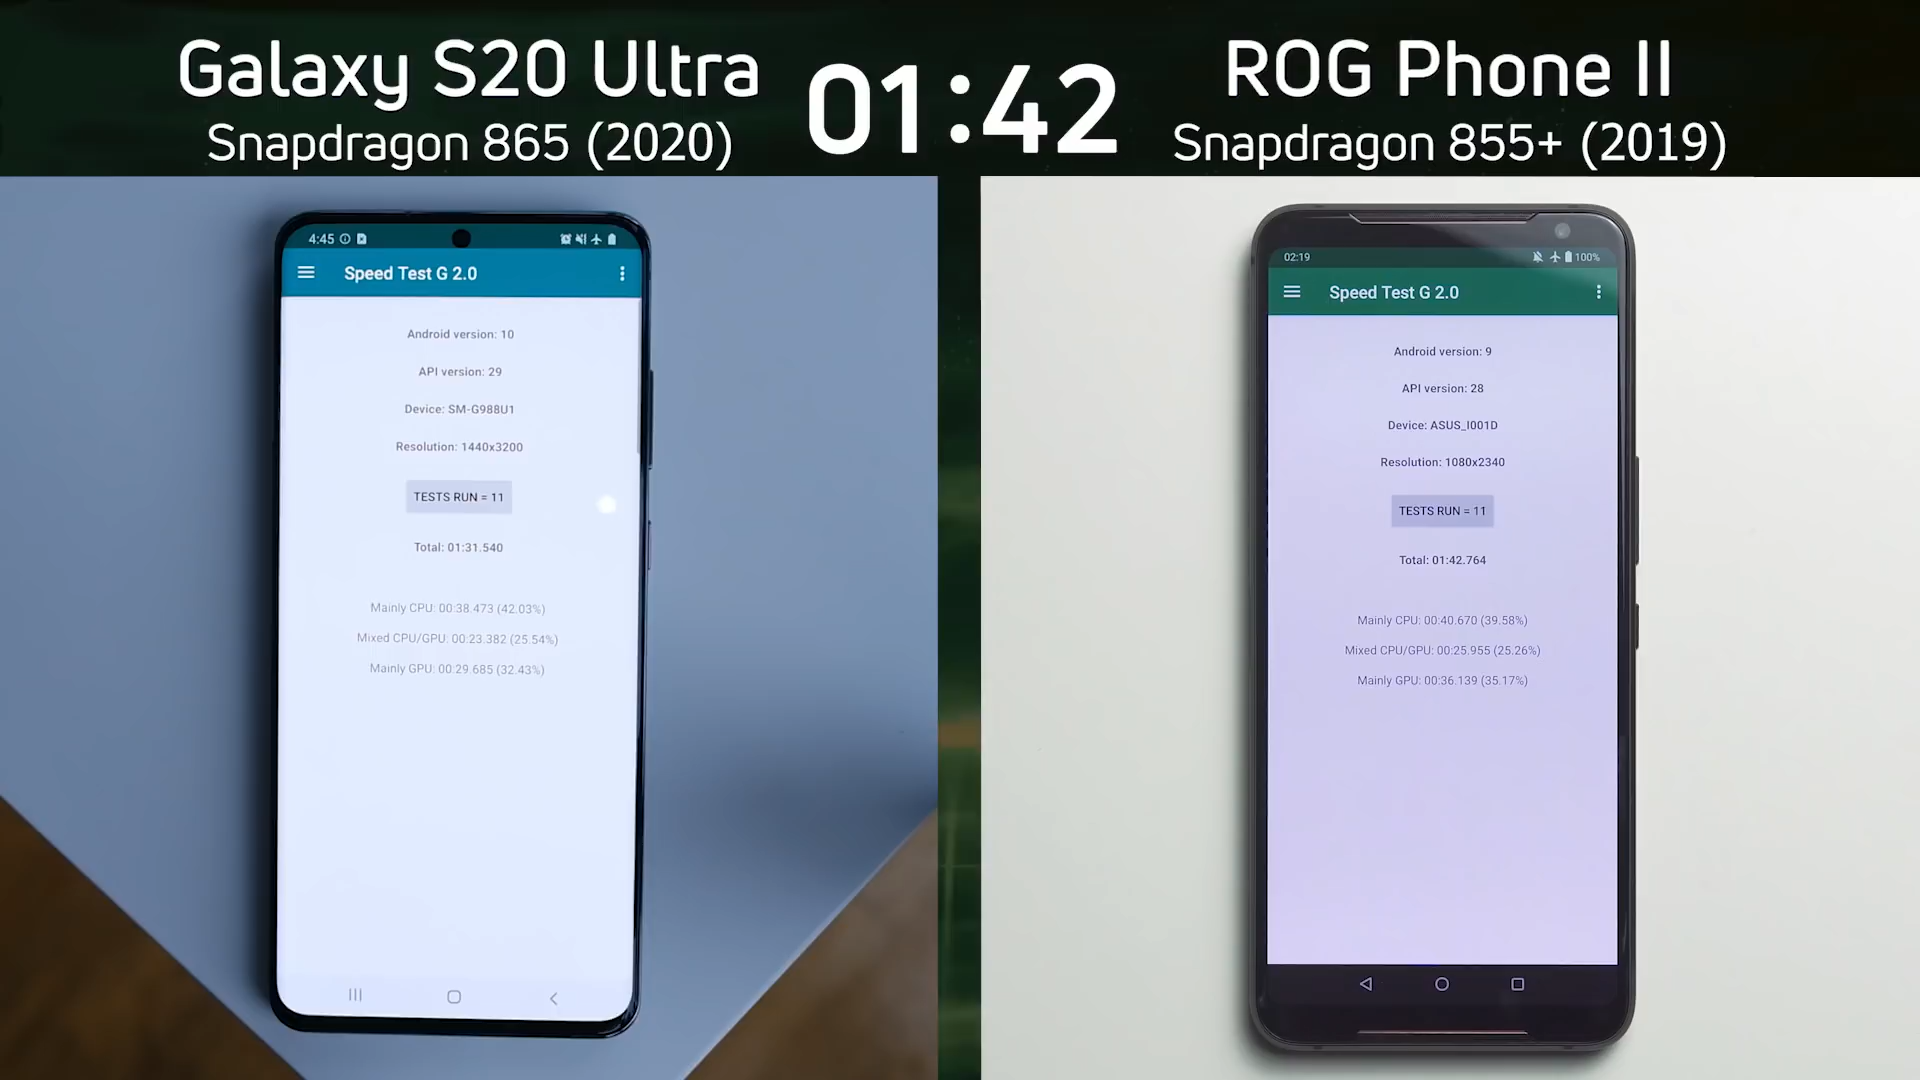 Galaxy S20 Ultra
Snapdragon 865 (2020)
01:42
ROG Phone II
Snapdragon 855+ (2019)
4:45
Speed Test G 2.0
Android version: 10
API version: 29
Device: SM-G988U1
Resolution: 1440x3200
TESTS RUN = 11
Total: 01:31.540
Mainly CPU: 00:38.473 (42.03%)
Mixed CPU/GPU: 00:23.382 (25.54%)
Mainly GPU: 00:29.685 (32.43%)
02:19
100%
Speed Test G 2.0
Android version: 9
API version: 28
Device: ASUS_I001D
Resolution: 1080x2340
TESTS RUN = 11
Total: 01:42.764
Mainly CPU: 00:40.670 (39.58%)
Mixed CPU/GPU: 00:25.955 (25.26%)
Mainly GPU: 00:36.139 (35.17%)